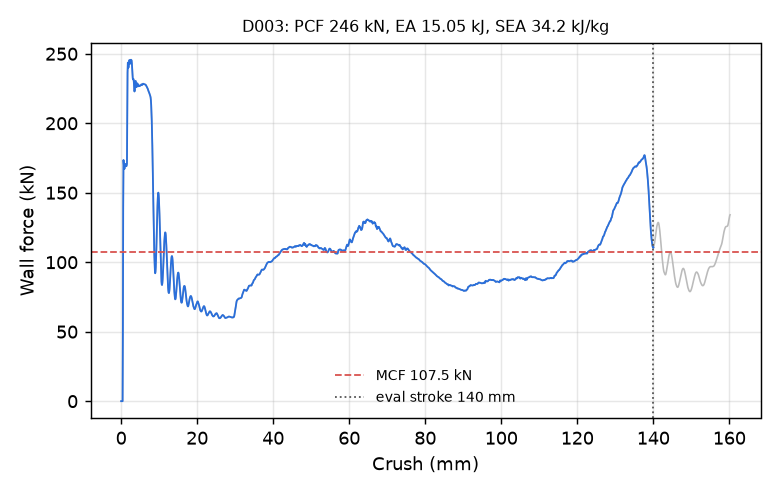 D003: PCF 246 kN, EA 15.05 kJ, SEA 34.2 kJ/kg
Wall force (kN)
250
200
150
100
50
0
MCF 107.5 kN
eval stroke 140 mm
0 20 40 60 80 100 120 140 160
Crush (mm)